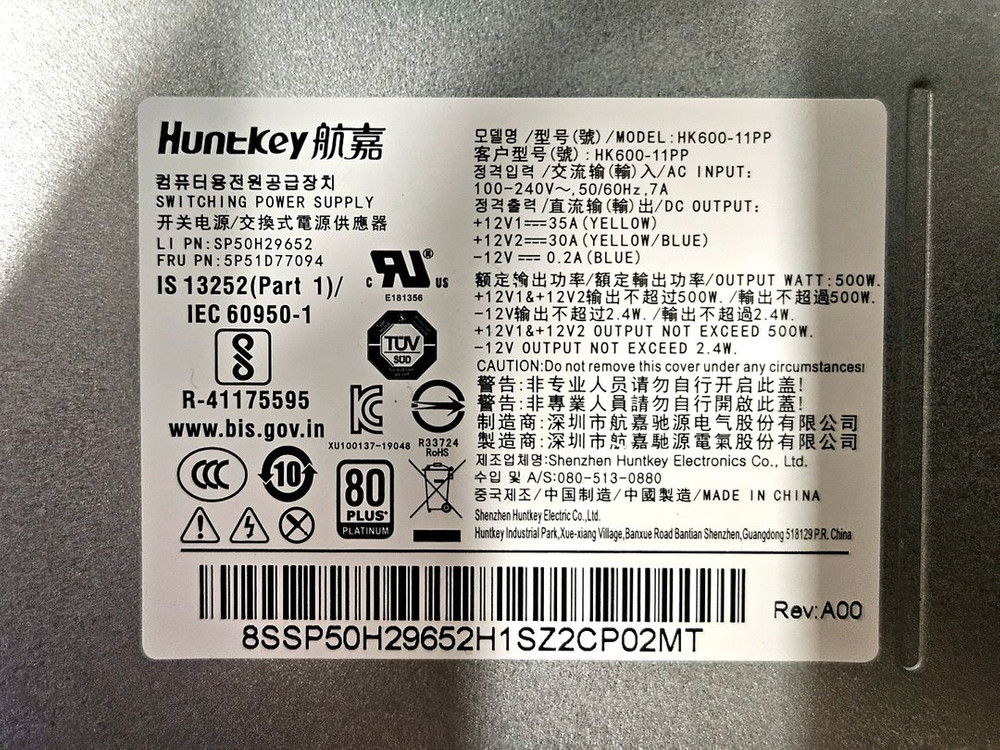 Huntkey 航嘉
컴퓨터용전원공급장치
SWITCHING POWER SUPPLY
开关电源/交換式電源供應器
LI PN:SP50H29652
FRU PN:5P51D77094
IS 13252(Part 1)/
IEC 60950-1
R-41175595
www.bis.gov.in
c RU ® US
E181356
TÜV
SÜD
XU100137-19048
R33724
RoHS
CCC
10
80
PLUS
PLATINUM
모델명 /型号(號)/MODEL:HK600-11PP
客户型号(號):HK600-11PP
정격입력 /交流输(輸)入/AC INPUT:
100-240V～,50/60Hz,7A
정격출력 /直流输(輸)出/DC OUTPUT:
+12V1⎓35A(YELLOW)
+12V2⎓30A(YELLOW/BLUE)
-12V ⎓ 0.2A(BLUE)
额定输出功率/額定輸出功率/OUTPUT WATT:500W.
+12V1&+12V2输出不超过500W. /輸出不超過500W.
-12V输出不超过2.4W. /輸出不超過2.4W.
+12V1&+12V2 OUTPUT NOT EXCEED 500W.
-12V OUTPUT NOT EXCEED 2.4W.
CAUTION:Do not remove this cover under any circumstances!
警告:非专业人员请勿自行开启此盖!
警告:非專業人員請勿自行開啟此蓋!
制造商:深圳市航嘉驰源电气股份有限公司
製造商:深圳市航嘉馳源電氣股份有限公司
제조업체명:Shenzhen Huntkey Electronics Co., Ltd.
수입 및 A/S:080-513-0880
중국제조/中国制造/中國製造/MADE IN CHINA
Shenzhen Huntkey Electric Co.,Ltd.
Huntkey Industrial Park,Xue-xiang Village,Banxue Road Bantian Shenzhen,Guangdong 518129 P.R. China
Rev:A00
8SSP50H29652H1SZ2CP02MT